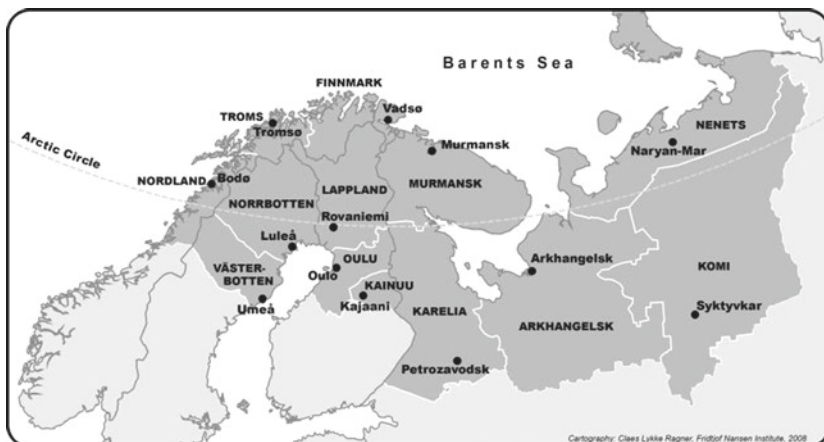 Barents Sea
FINNMARK
Vadsø
TROMS
Tromsø
NENETS
Murmansk
Naryan-Mar
Arctic Circle
NORDLAND
Bodø
LAPPLAND
MURMANSK
NORRBOTTEN
Rovaniemi
Luleå
OULU
Oulo
Arkhangelsk
KOMI
VÄSTER-
BOTTEN
KAINUU
Kajaani
Umeå
KARELIA
Syktyvkar
ARKHANGELSK
Petrozavodsk
Cartography: Claes Lykke Ragner, Fridtjof Nansen Institute, 2008